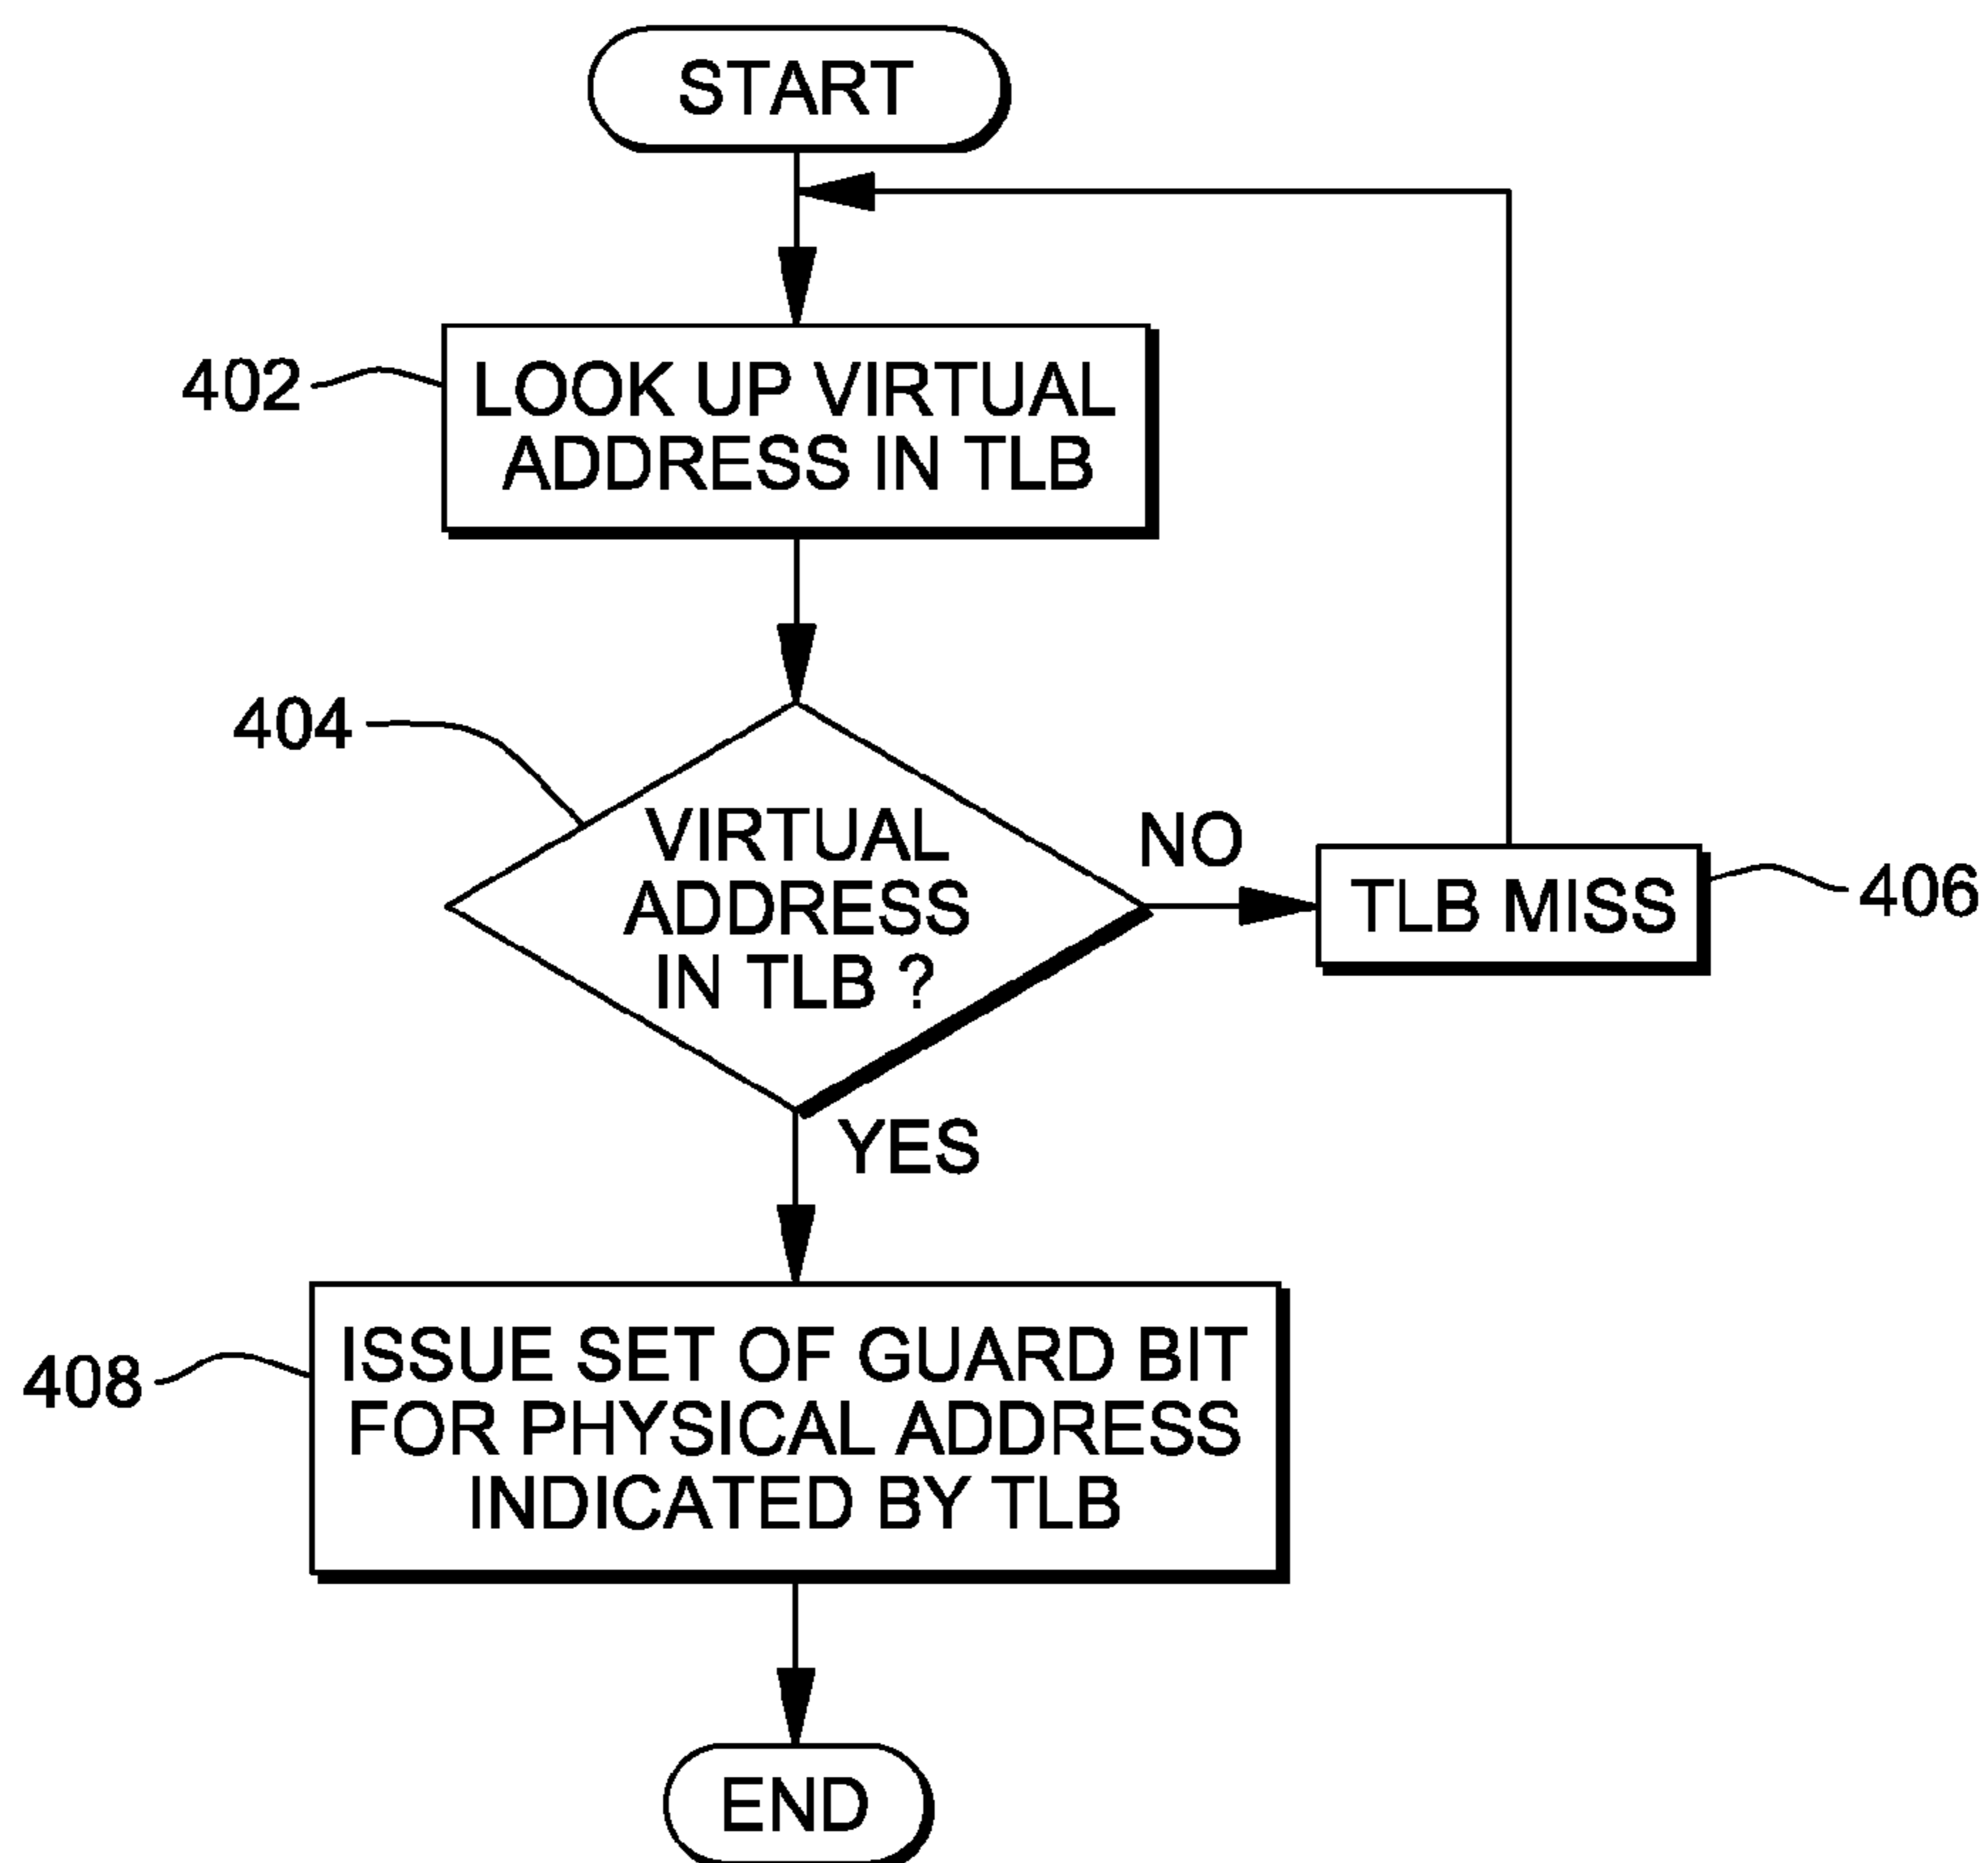 START
402
LOOK UP VIRTUAL
ADDRESS IN TLB
404
VIRTUAL
ADDRESS
IN TLB ?
NO
TLB MISS
406
YES
408
ISSUE SET OF GUARD BIT
FOR PHYSICAL ADDRESS
INDICATED BY TLB
END